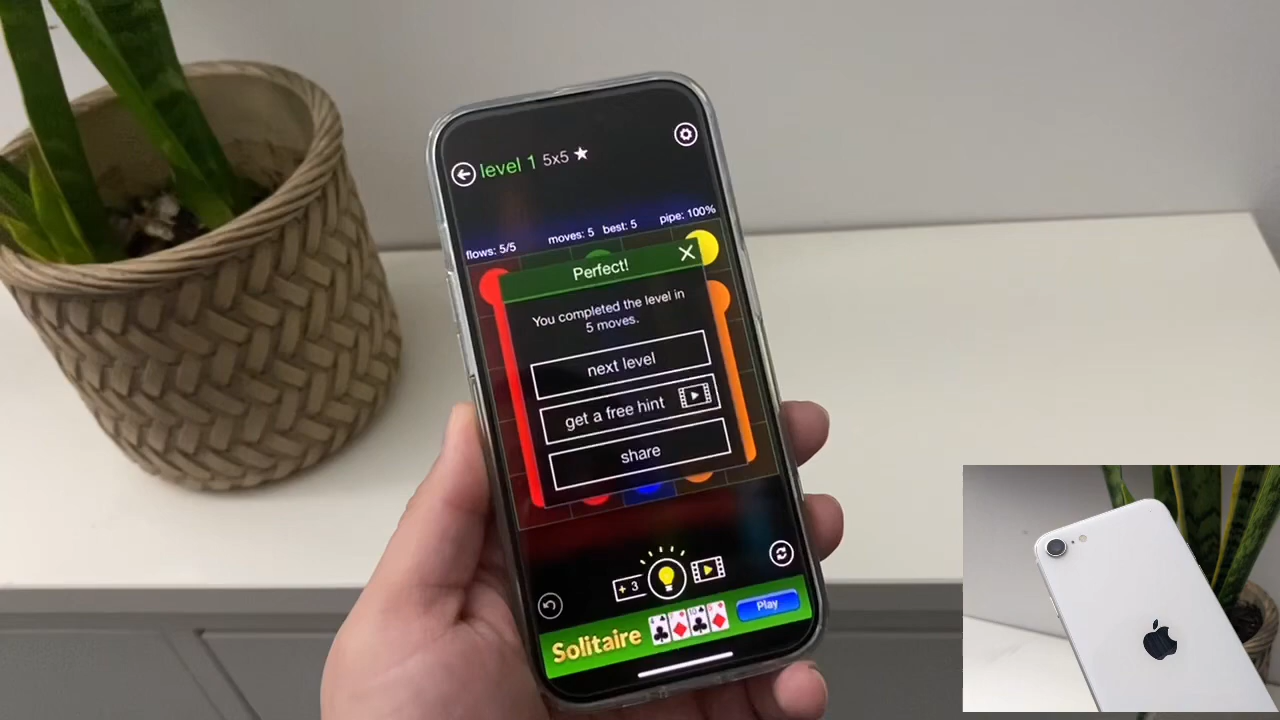 level 1 5x5
flows: 5/5 moves: 5 best: 5 pipe: 100%
Perfect!
You completed the level in
5 moves.
next level
get a free hint
share
+ 3
Solitaire
Play